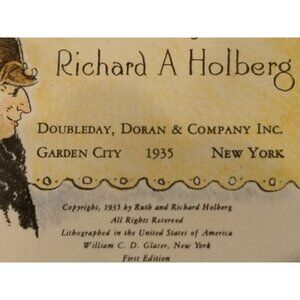 Richard A Holberg
DOUBLEDAY, DORAN & COMPANY INC.
GARDEN CITY 1935 NEW YORK
Copyright, 1935 by Ruth and Richard Holberg
All Rights Reserved
Lithographed in the United States of America
William C. D. Glaser, New York
First Edition